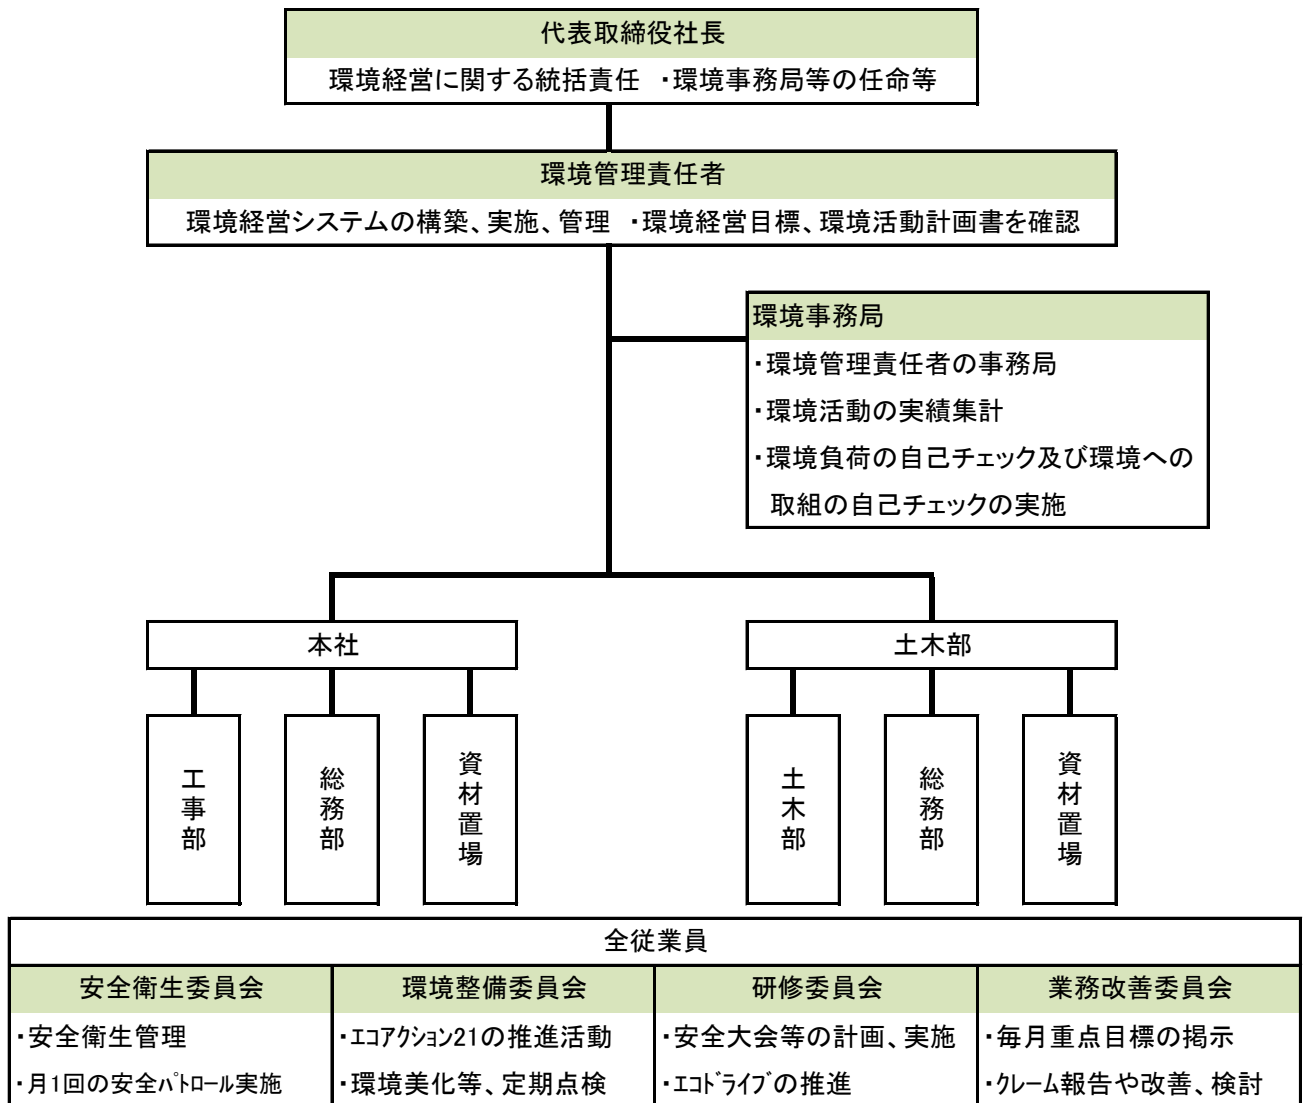 代表取締役社長
環境経営に関する統括責任 ・環境事務局等の任命等
環境管理責任者
環境経営システムの構築、実施、管理 ・環境経営目標、環境活動計画書を確認
環境事務局
・環境管理責任者の事務局
・環境活動の実績集計
・環境負荷の自己チェック及び環境への
取組の自己チェックの実施
本社
土木部
工事部
総務部
資材置場
土木部
総務部
資材置場
全従業員
安全衛生委員会
・安全衛生管理
・月1回の安全ﾊﾟﾄﾛｰﾙ実施
環境整備委員会
・ｴｺｱｸｼｮﾝ21の推進活動
・環境美化等、定期点検
研修委員会
・安全大会等の計画、実施
・ｴｺﾄﾞﾗｲﾌﾞの推進
業務改善委員会
・毎月重点目標の掲示
・ｸﾚｰﾑ報告や改善、検討